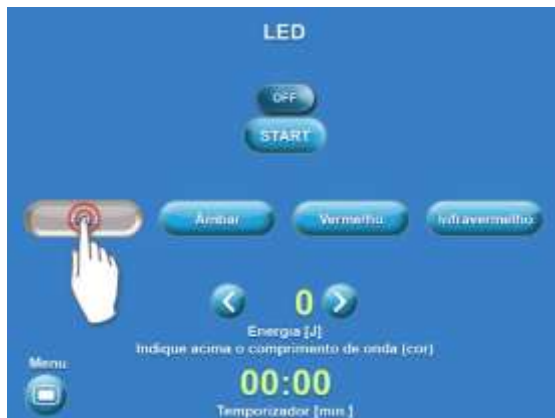 LED
OFF
START
Âmbar Vermelho Infravermelho
0
Energia [J]
Indique acima o comprimento de onda (cor)
Menu
00:00
Temporizador [min.]